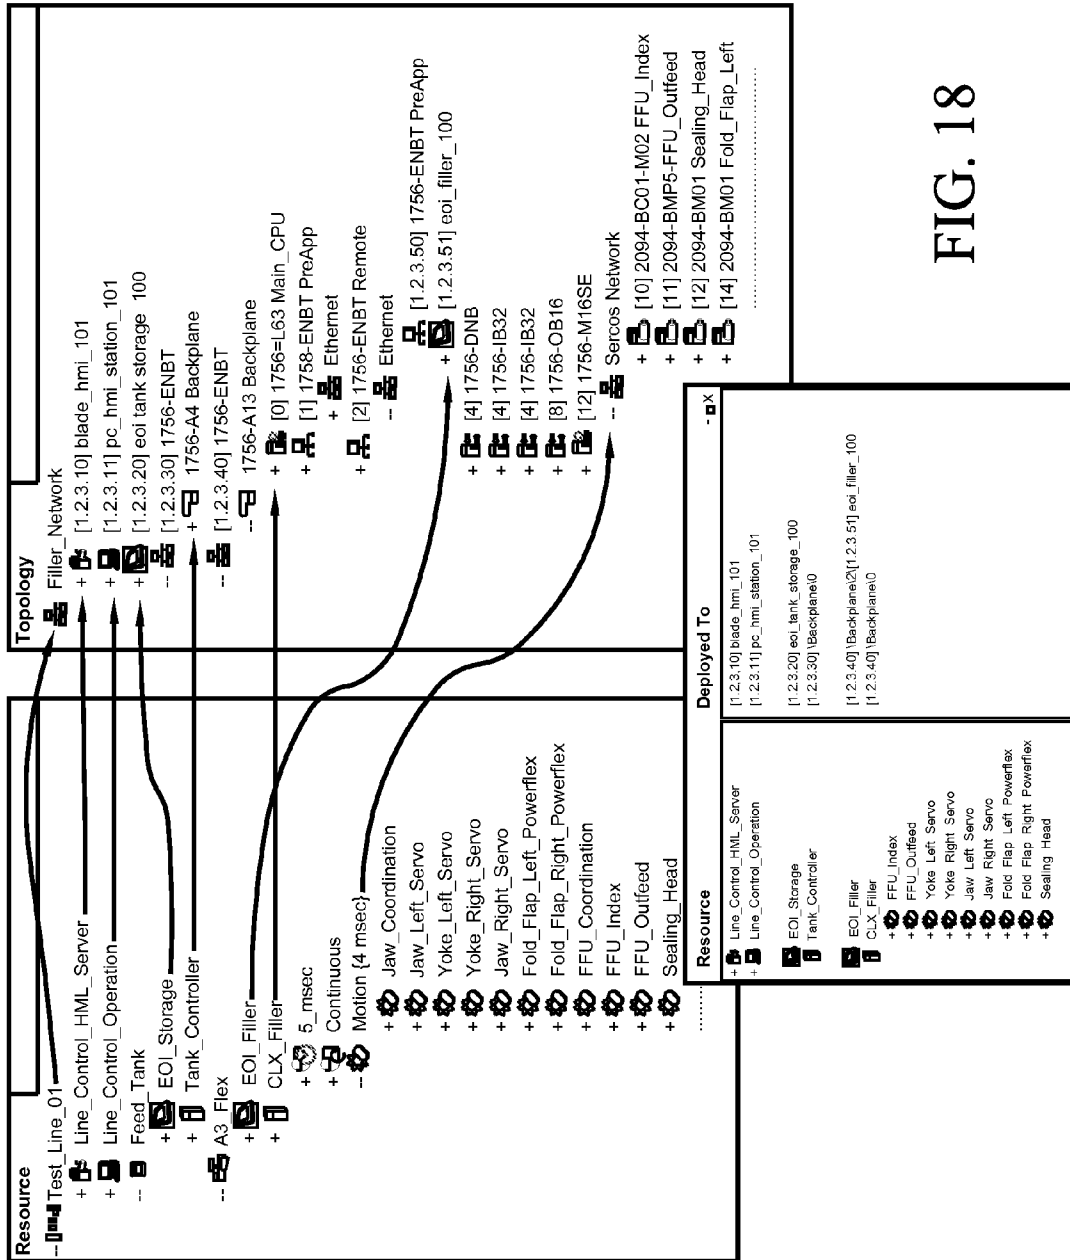 Resource
-- Test_Line_01
+ Line_Control_HML_Server
+ Line_Control_Operation
-- Feed_Tank
+ EOI_Storage
+ Tank_Controller
-- A3_Flex
+ EOI_Filler
+ CLX_Filler
+ 5_msec
+ Continuous
-- Motion {4 msec}
+ Jaw_Coordination
+ Jaw_Left_Servo
+ Yoke_Left_Servo
+ Yoke_Right_Servo
+ Jaw_Right_Servo
+ Fold_Flap_Left_Powerflex
+ Fold_Flap_Right_Powerflex
+ FFU_Coordination
+ FFU_Index
+ FFU_Outfeed
+ Sealing_Head
Topology
-- Filler_Network
+ [1.2.3.10] blade_hmi_101
+ [1.2.3.11] pc_hmi_station_101
+ [1.2.3.20] eoi tank storage 100
-- [1.2.3.30] 1756-ENBT
+ 1756-A4 Backplane
-- [1.2.3.40] 1756-ENBT
-- 1756-A13 Backplane
+ [0] 1756=L63 Main_CPU
+ [1] 1758-ENBT PreApp
+ Ethernet
+ [2] 1756-ENBT Remote
-- Ethernet
[1.2.3.50] 1756-ENBT PreApp
+ [1.2.3.51] eoi_filler_100
+ [4] 1756-DNB
+ [4] 1756-IB32
+ [4] 1756-IB32
+ [8] 1756-OB16
+ [12] 1756-M16SE
-- Sercos Network
+ [10] 2094-BC01-M02 FFU_Index
+ [11] 2094-BMP5-FFU_Outfeed
+ [12] 2094-BM01 Sealing_Head
+ [14] 2094-BM01 Fold_Flap_Left
Resource Deployed To - X
+ Line_Control_HML_Server [1.2.3.10] blade_hmi_101
+ Line_Control_Operation [1.2.3.11] pc_hmi_station_101
EOI_Storage [1.2.3.20] eoi_tank_storage_100
Tank_Controller [1.2.3.30] \Backplane\0
EOI_Filler [1.2.3.40] \Backplane\2\[1.2.3.51] eoi_filler_100
CLX_Filler [1.2.3.40] \Backplane\0
+ FFU_Index
+ FFU_Outfeed
+ Yoke Left Servo
+ Yoke Right Servo
+ Jaw Left Servo
+ Jaw Right Servo
+ Fold Flap Left Powerflex
+ Fold Flap Right Powerflex
+ Sealing Head
FIG. 18